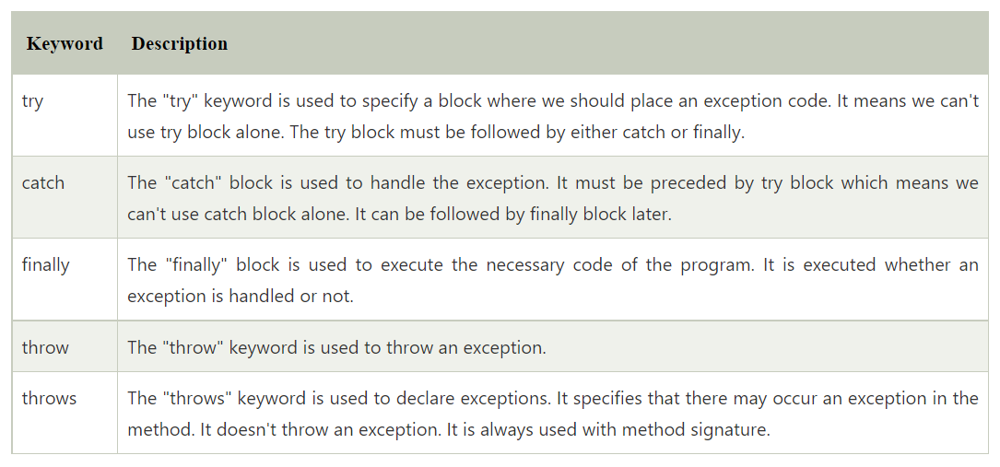 Keyword Description
try The "try" keyword is used to specify a block where we should place an exception code. It means we can't
use try block alone. The try block must be followed by either catch or finally.
catch The "catch" block is used to handle the exception. It must be preceded by try block which means we
can't use catch block alone. It can be followed by finally block later.
finally The "finally" block is used to execute the necessary code of the program. It is executed whether an
exception is handled or not.
throw The "throw" keyword is used to throw an exception.
throws The "throws" keyword is used to declare exceptions. It specifies that there may occur an exception in the
method. It doesn't throw an exception. It is always used with method signature.